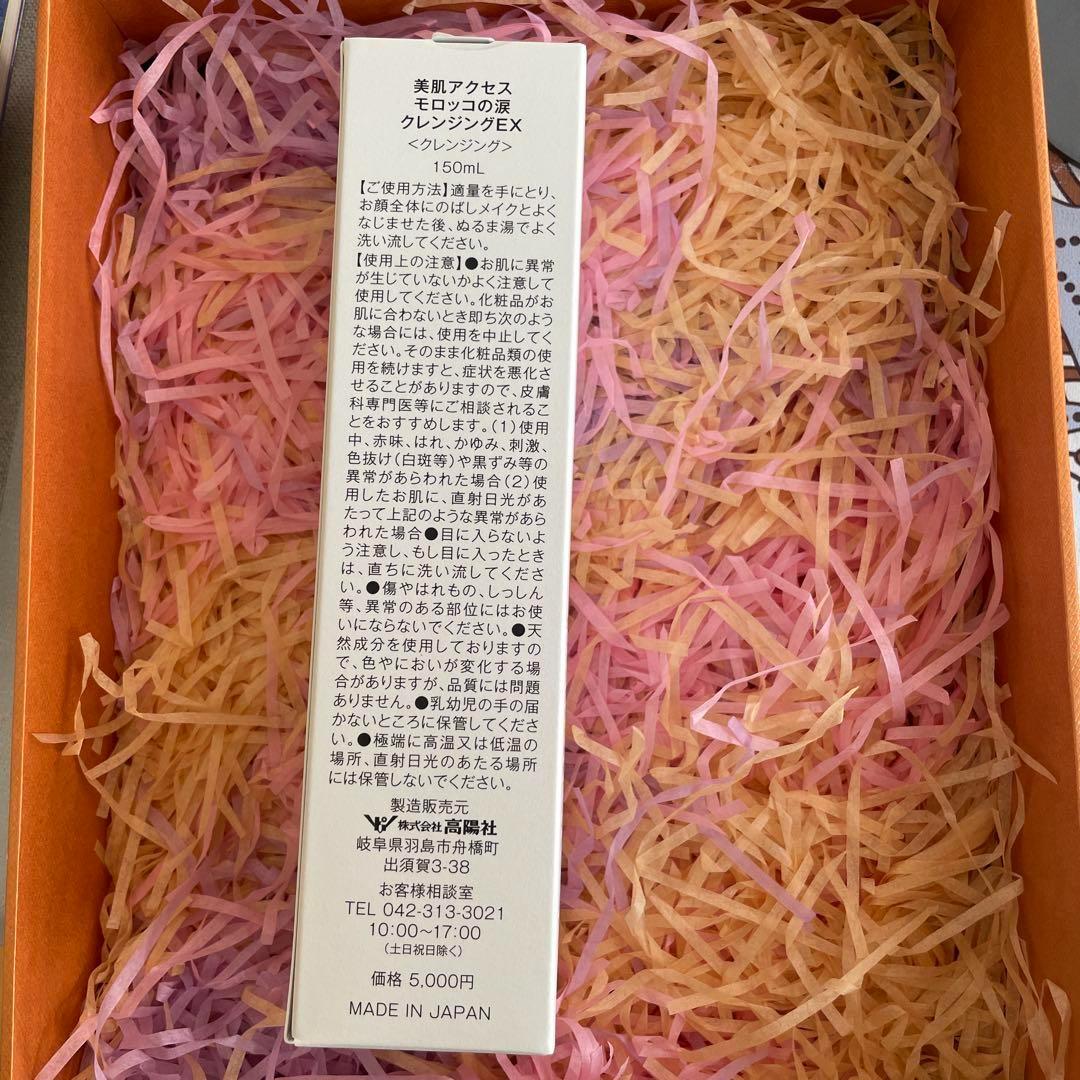 美肌アクセス
モロッコの涙
クレンジングEX
＜クレンジング＞
150mL
【ご使用方法】適量を手にとり、
お顔全体にのばしメイクとよく
なじませた後、ぬるま湯でよく
洗い流してください。
【使用上の注意】●お肌に異常
が生じていないかよく注意して
使用してください。化粧品がお
肌に合わないとき即ち次のよう
な場合には、使用を中止してく
ださい。そのまま化粧品類の使
用を続けますと、症状を悪化さ
せることがありますので、皮膚
科専門医等にご相談されるこ
とをおすすめします。（1）使用
中、赤味、はれ、かゆみ、刺激、
色抜け（白斑等）や黒ずみ等の
異常があらわれた場合（2）使
用したお肌に、直射日光があ
たって上記のような異常があら
われた場合●目に入らないよ
う注意し、もし目に入ったとき
は、直ちに洗い流してくださ
い。●傷やはれもの、しっしん
等、異常のある部位にはお使
いにならないでください。●天
然成分を使用しておりますの
で、色やにおいが変化する場
合がありますが、品質には問題
ありません。●乳幼児の手の届
かないところに保管してくださ
い。●極端に高温又は低温の
場所、直射日光のあたる場所
には保管しないでください。
製造販売元
株式会社 高陽社
岐阜県羽島市舟橋町
出須賀3-38
お客様相談室
TEL 042-313-3021
10:00～17:00
（土日祝日除く）
価格 5,000円
MADE IN JAPAN